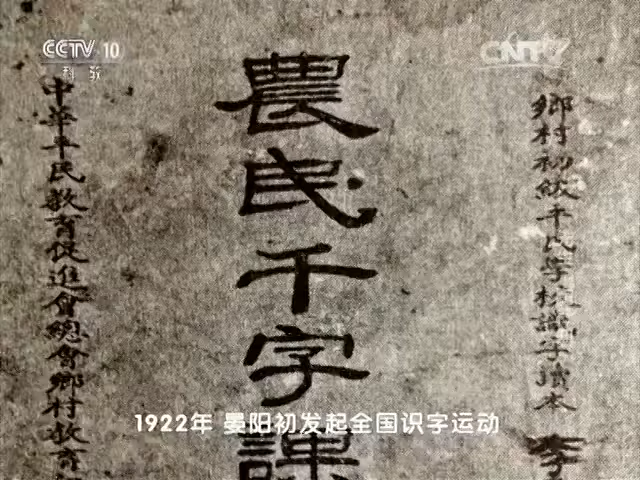 CCTV 10
科教
CNTV
鄉村初級平民學校識字讀本
農民千字課
中華平民教育促進會總會鄉村教育
1922年 晏阳初发起全国识字运动